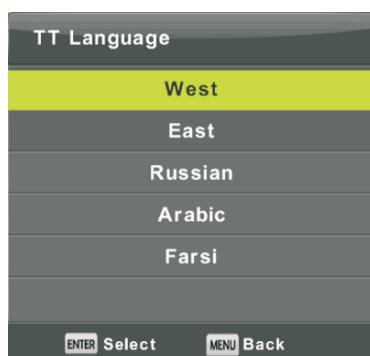 TT Language
West
East
Russian
Arabic
Farsi
ENTER Select MENU Back